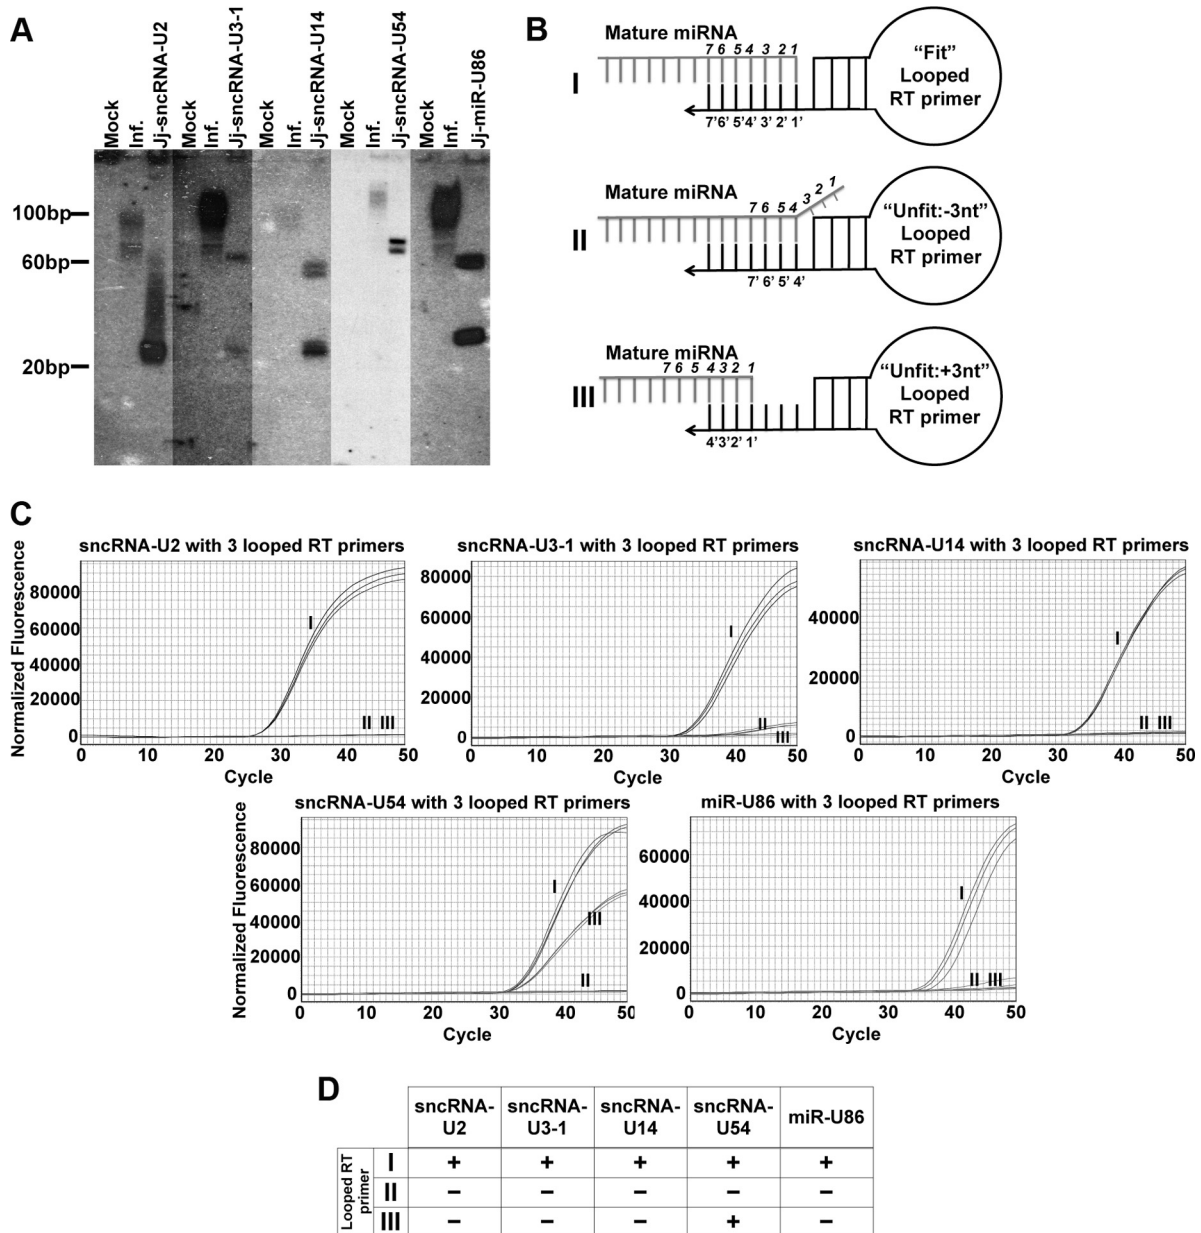 A
Mock
Inf.
Jj-sncRNA-U2
Mock
Inf.
Jj-sncRNA-U3-1
Mock
Inf.
Jj-sncRNA-U14
Mock
Inf.
Jj-sncRNA-U54
Mock
Inf.
Jj-miR-U86
100bp
60bp
20bp
B
I
Mature miRNA
7 6 5 4 3 2 1
7' 6' 5' 4' 3' 2' 1'
“Fit”
Looped
RT primer
II
Mature miRNA
7 6 5 4 3 2 1
7' 6' 5' 4'
“Unfit:-3nt”
Looped
RT primer
III
Mature miRNA
7 6 5 4 3 2 1
4' 3' 2' 1'
“Unfit:+3nt”
Looped
RT primer
C
sncRNA-U2 with 3 looped RT primers
Normalized Fluorescence
80000
60000
40000
20000
0
I
II III
0 10 20 30 40 50
Cycle
sncRNA-U3-1 with 3 looped RT primers
80000
60000
40000
20000
0
I
II
III
0 10 20 30 40 50
Cycle
sncRNA-U14 with 3 looped RT primers
40000
20000
0
I
II III
0 10 20 30 40 50
Cycle
sncRNA-U54 with 3 looped RT primers
Normalized Fluorescence
80000
60000
40000
20000
0
I
III
II
0 10 20 30 40 50
Cycle
miR-U86 with 3 looped RT primers
60000
40000
20000
0
I
II III
0 10 20 30 40 50
Cycle
D
sncRNA-U2 sncRNA-U3-1 sncRNA-U14 sncRNA-U54 miR-U86
Looped RT primer
I + + + + +
II – – – – –
III – – – + –